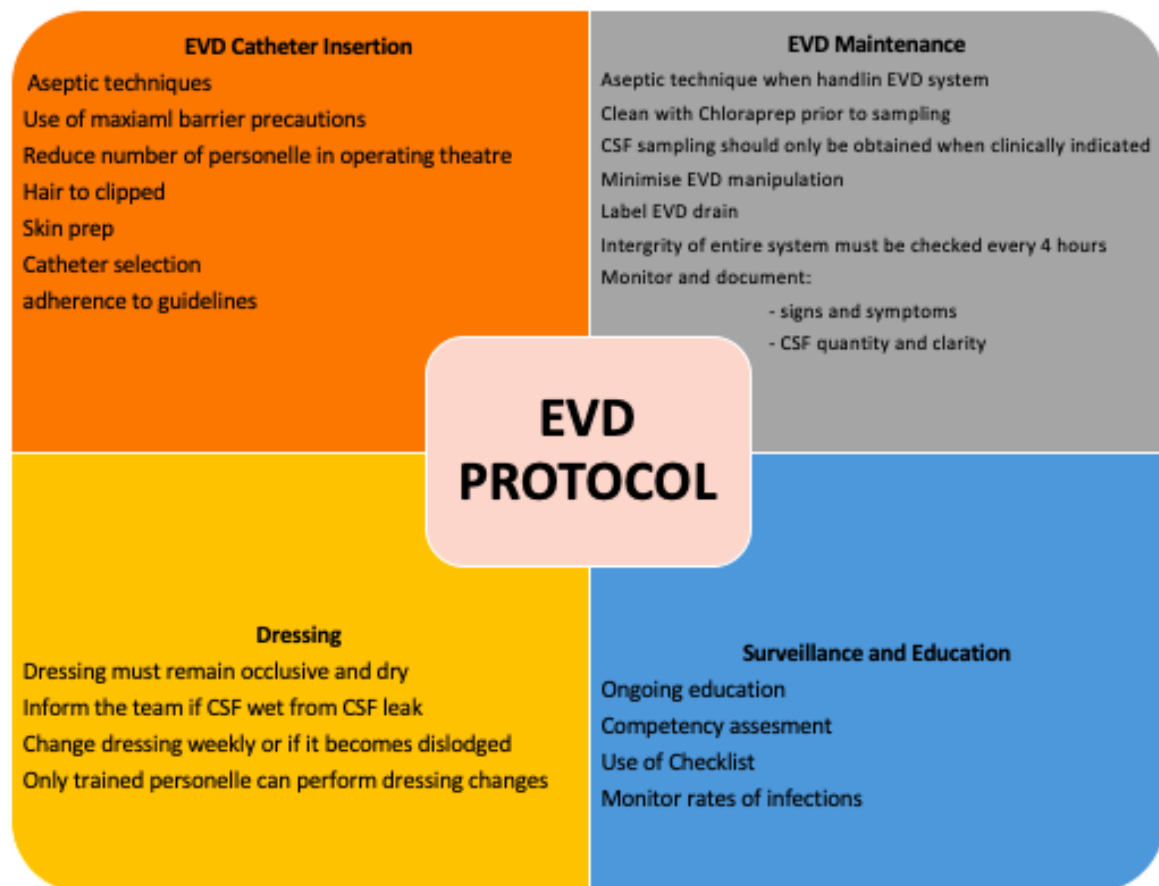 EVD Catheter Insertion
Aseptic techniques
Use of maxiaml barrier precautions
Reduce number of personelle in operating theatre
Hair to clipped
Skin prep
Catheter selection
adherence to guidelines
EVD Maintenance
Aseptic technique when handlin EVD system
Clean with Chloraprep prior to sampling
CSF sampling should only be obtained when clinically indicated
Minimise EVD manipulation
Label EVD drain
Intergrity of entire system must be checked every 4 hours
Monitor and document:
- signs and symptoms
- CSF quantity and clarity
EVD
PROTOCOL
Dressing
Dressing must remain occlusive and dry
Inform the team if CSF wet from CSF leak
Change dressing weekly or if it becomes dislodged
Only trained personelle can perform dressing changes
Surveillance and Education
Ongoing education
Competency assesment
Use of Checklist
Monitor rates of infections